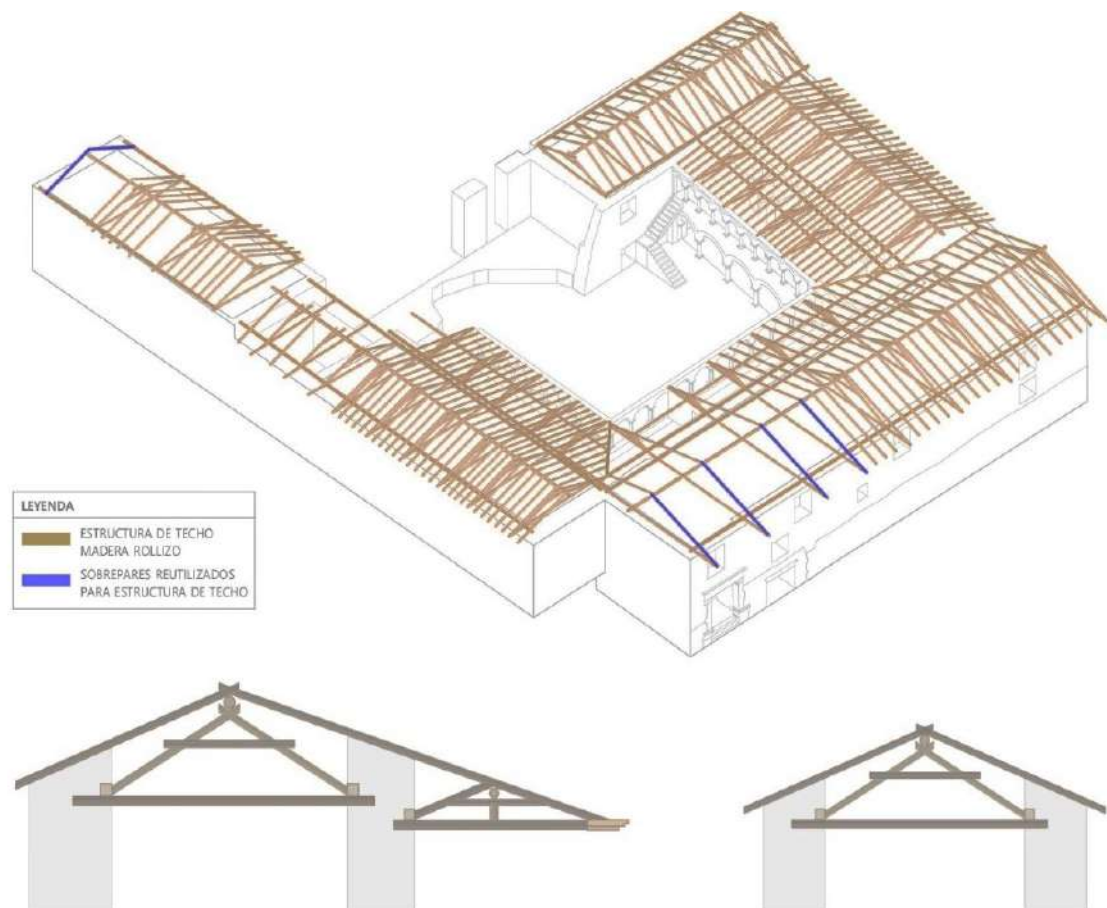 LEYENDA
ESTRUCTURA DE TECHO
MADERA ROLLIZO
SOBREPARES REUTILIZADOS
PARA ESTRUCTURA DE TECHO